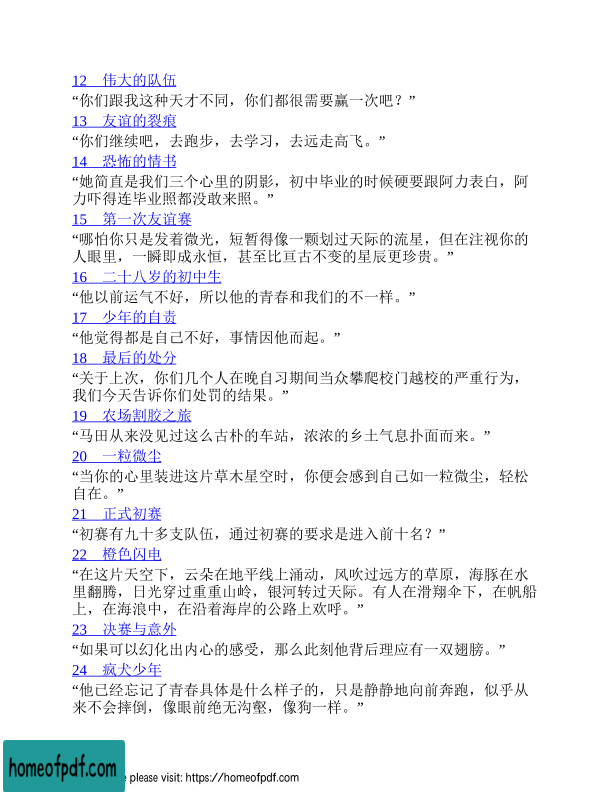 12　伟大的队伍
“你们跟我这种天才不同，你们都很需要赢一次吧？”
13　友谊的裂痕
“你们继续吧，去跑步，去学习，去远走高飞。”
14　恐怖的情书
“她简直是我们三个心里的阴影，初中毕业的时候硬要跟阿力表白，阿
力吓得连毕业照都没敢来照。”
15　第一次友谊赛
“哪怕你只是发着微光，短暂得像一颗划过天际的流星，但在注视你的
人眼里，一瞬即成永恒，甚至比亘古不变的星辰更珍贵。”
16　二十八岁的初中生
“他以前运气不好，所以他的青春和我们的不一样。”
17　少年的自责
“他觉得都是自己不好，事情因他而起。”
18　最后的处分
“关于上次，你们几个人在晚自习期间当众攀爬校门越校的严重行为，
我们今天告诉你们处罚的结果。”
19　农场割胶之旅
“马田从来没见过这么古朴的车站，浓浓的乡土气息扑面而来。”
20　一粒微尘
“当你的心里装进这片草木星空时，你便会感到自己如一粒微尘，轻松
自在。”
21　正式初赛
“初赛有九十多支队伍，通过初赛的要求是进入前十名？”
22　橙色闪电
“在这片天空下，云朵在地平线上涌动，风吹过远方的草原，海豚在水
里翻腾，日光穿过重重山岭，银河转过天际。有人在滑翔伞下，在帆船
上，在海浪中，在沿着海岸的公路上欢呼。”
23　决赛与意外
“如果可以幻化出内心的感受，那么此刻他背后理应有一双翅膀。”
24　疯犬少年
“他已经忘记了青春具体是什么样子的，只是静静地向前奔跑，似乎从
来不会摔倒，像眼前绝无沟壑，像狗一样。”
homeofpdf.com
e please visit: https://homeofpdf.com